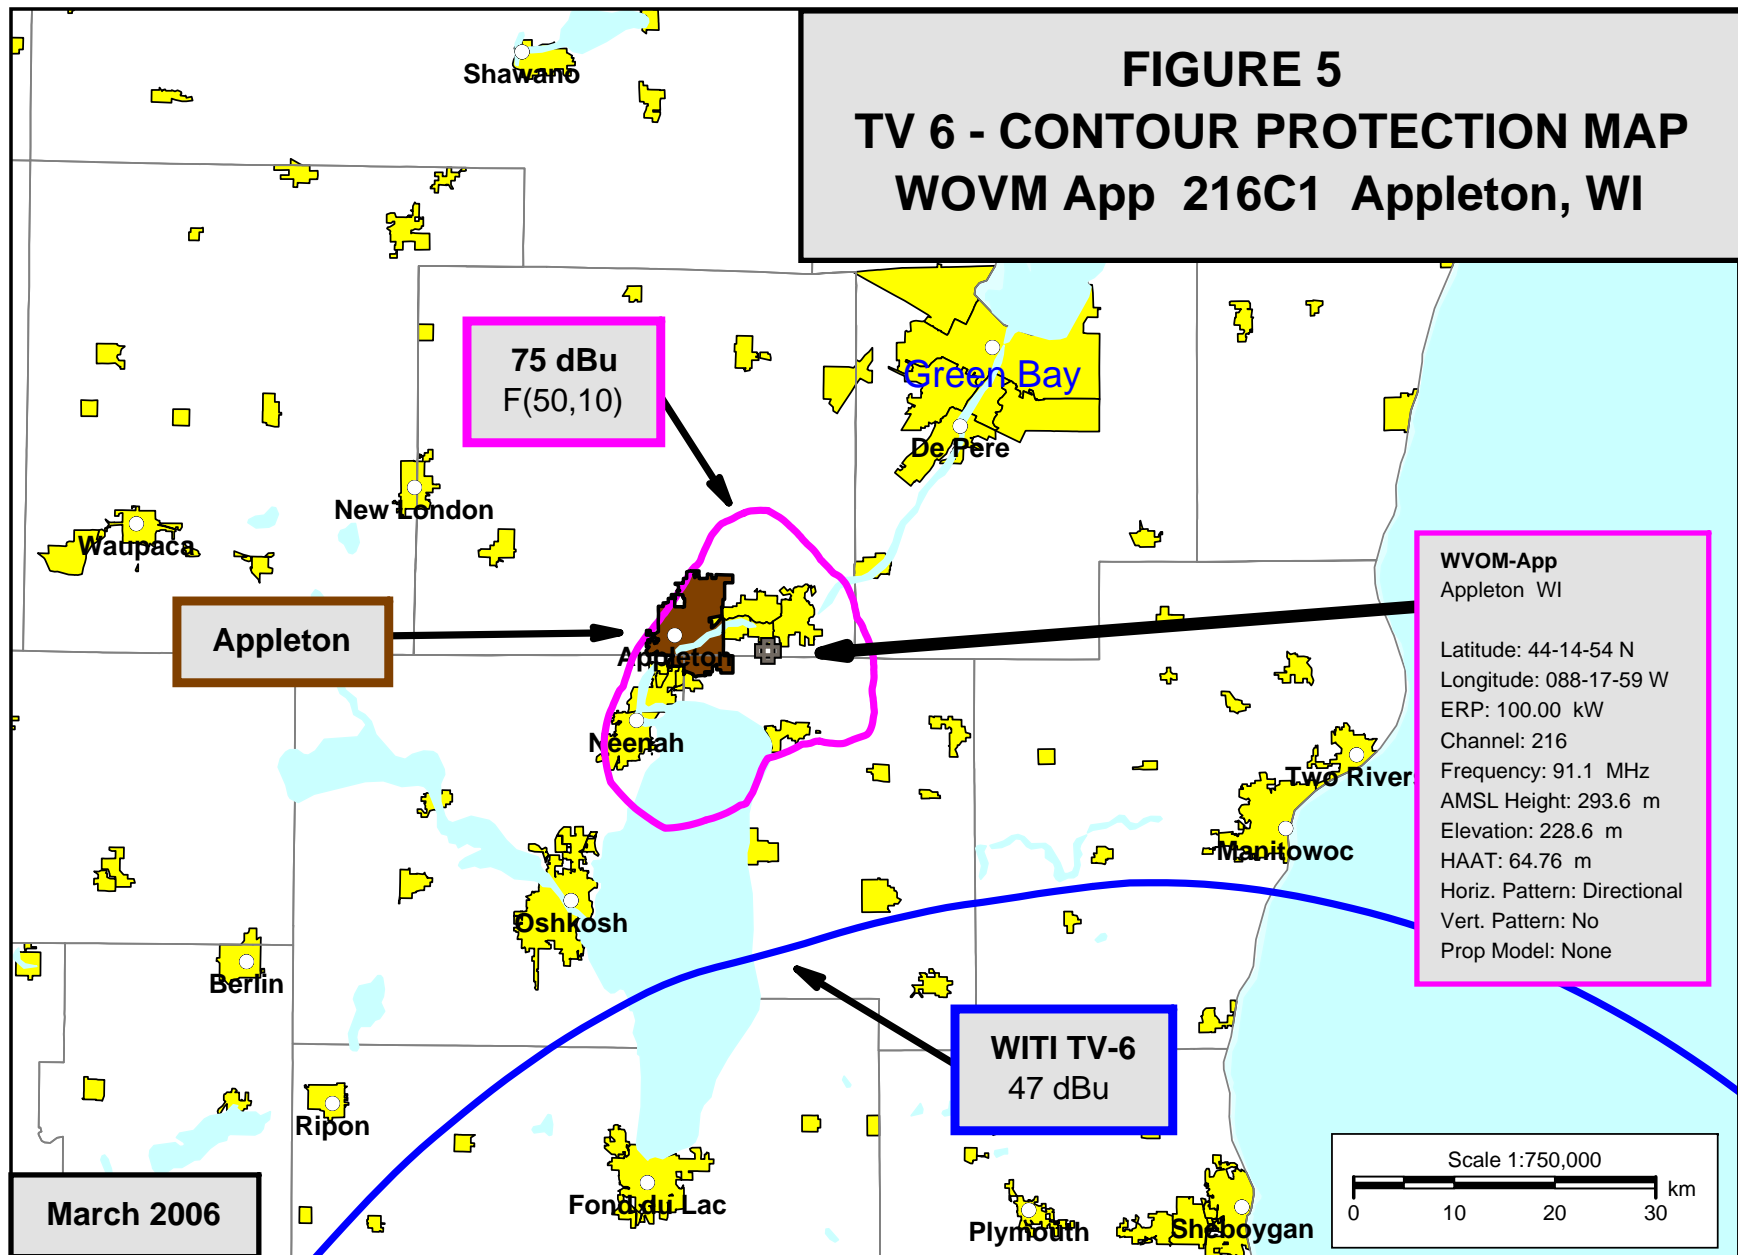 FIGURE 5
TV 6 - CONTOUR PROTECTION MAP
WOVM App 216C1 Appleton, WI
Shawano
75 dBu
F(50,10)
Green Bay
De Pere
New London
Waupaca
WVOM-App
Appleton WI
Latitude: 44-14-54 N
Longitude: 088-17-59 W
ERP: 100.00 kW
Channel: 216
Frequency: 91.1 MHz
AMSL Height: 293.6 m
Elevation: 228.6 m
HAAT: 64.76 m
Horiz. Pattern: Directional
Vert. Pattern: No
Prop Model: None
Appleton
Appleton
Neenah
Two Rivers
Manitowoc
Oshkosh
Berlin
WITI TV-6
47 dBu
Ripon
Fond du Lac
Plymouth
Sheboygan
March 2006
Scale 1:750,000
km
0 10 20 30